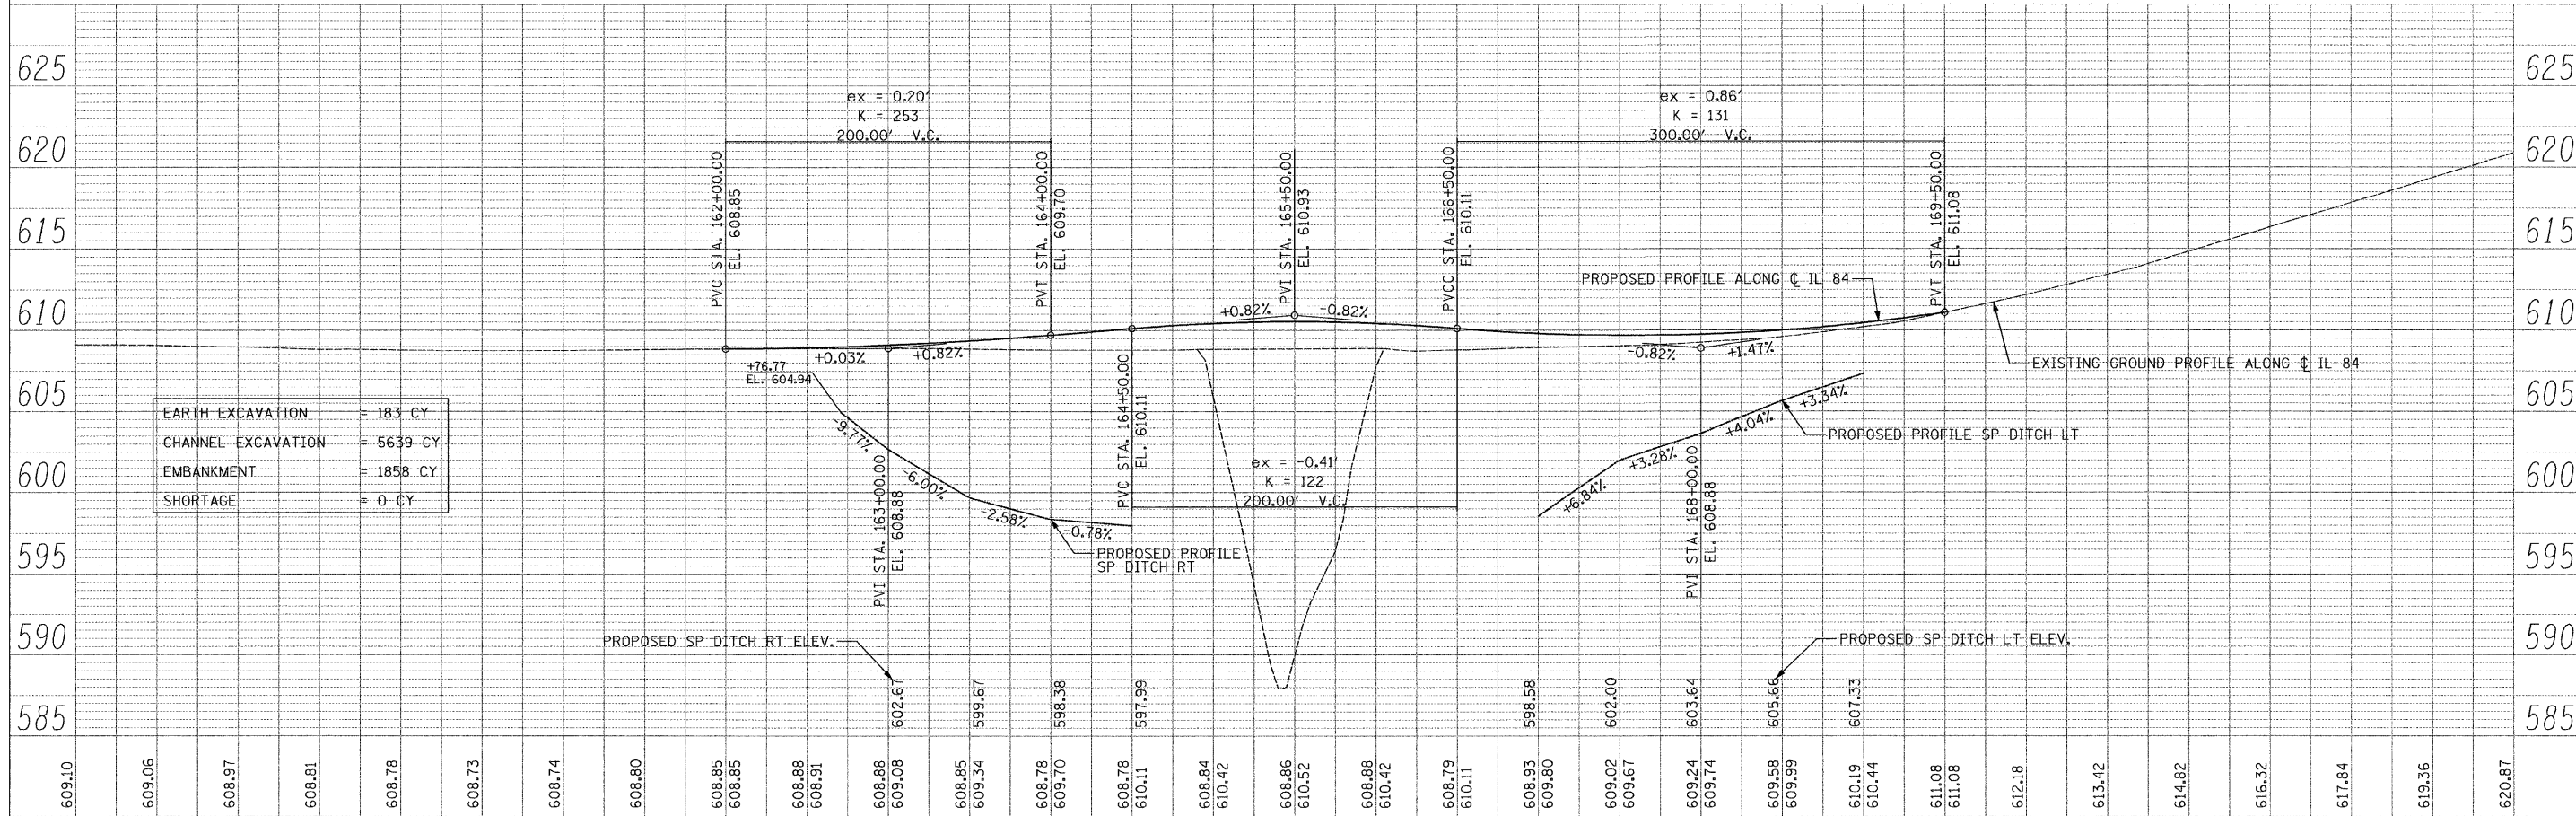 625
620
615
610
605
600
595
590
585
625
620
615
610
605
600
595
590
585
ex = 0.20'
K = 253
200.00' V.C.
PVC STA. 162+00.00
EL. 608.85
PVT STA. 164+00.00
EL. 609.70
PVI STA. 165+50.00
EL. 610.93
PVCC STA. 166+50.00
EL. 610.11
ex = 0.86'
K = 131
300.00' V.C.
PVT STA. 169+50.00
EL. 611.08
PROPOSED PROFILE ALONG ℄ IL 84
EXISTING GROUND PROFILE ALONG ℄ IL 84
+0.82%
-0.82%
+0.03%
+0.82%
-0.82%
+1.47%
+76.77
EL. 604.94
-9.77%
-6.00%
-2.58%
-0.78%
PVI STA. 163+00.00
EL. 608.88
PVC STA. 164+50.00
EL. 610.11
ex = -0.41'
K = 122
200.00' V.C.
+6.84%
+3.28%
+4.04%
+3.34%
PVI STA. 168+00.00
EL. 608.88
PROPOSED PROFILE SP DITCH LT
PROPOSED PROFILE
SP DITCH RT
EARTH EXCAVATION = 183 CY
CHANNEL EXCAVATION = 5639 CY
EMBANKMENT = 1858 CY
SHORTAGE = 0 CY
PROPOSED SP DITCH RT ELEV.
PROPOSED SP DITCH LT ELEV.
602.67
599.67
598.38
597.99
598.58
602.00
603.64
605.66
607.33
609.10
609.06
608.97
608.81
608.78
608.73
608.74
608.80
608.85
608.85
608.88
608.91
608.88
609.08
608.85
609.34
608.78
609.70
608.78
610.11
608.84
610.42
608.86
610.52
608.88
610.42
608.79
610.11
608.93
609.80
609.02
609.67
609.24
609.74
609.58
609.99
610.19
610.44
611.08
611.08
612.18
613.42
614.82
616.32
617.84
619.36
620.87